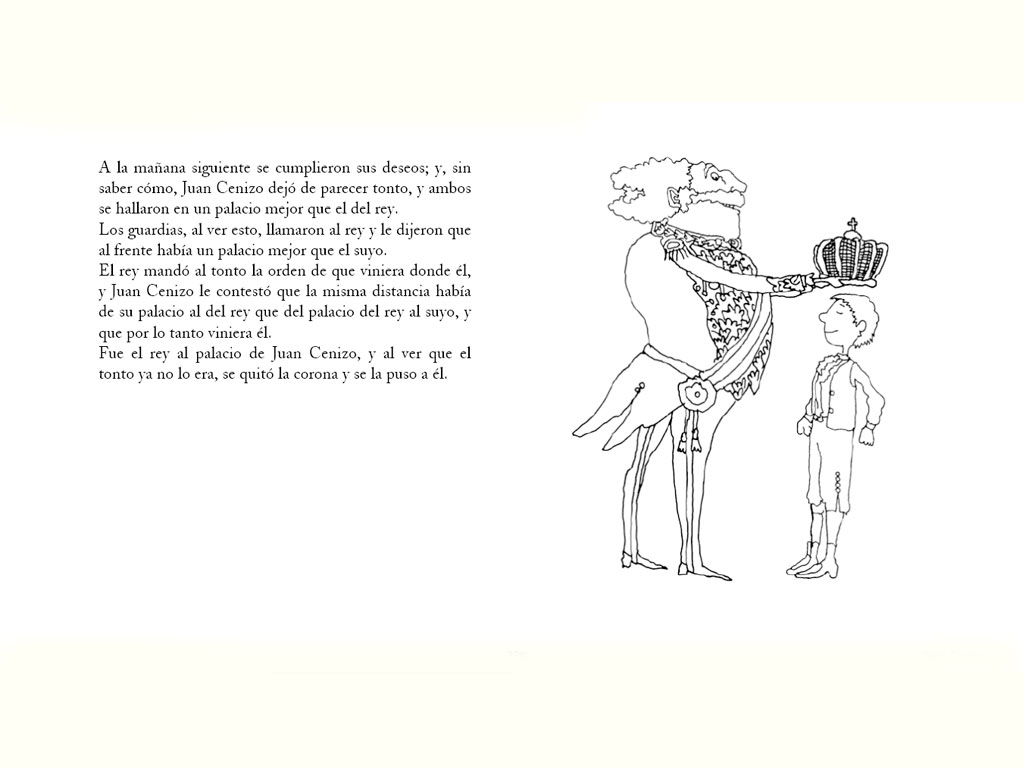 A la mañana siguiente se cumplieron sus deseos; y, sin
saber cómo, Juan Cenizo dejó de parecer tonto, y ambos
se hallaron en un palacio mejor que el del rey.
Los guardias, al ver esto, llamaron al rey y le dijeron que
al frente había un palacio mejor que el suyo.
El rey mandó al tonto la orden de que viniera donde él,
y Juan Cenizo le contestó que la misma distancia había
de su palacio al del rey que del palacio del rey al suyo, y
que por lo tanto viniera él.
Fue el rey al palacio de Juan Cenizo, y al ver que el
tonto ya no lo era, se quitó la corona y se la puso a él.